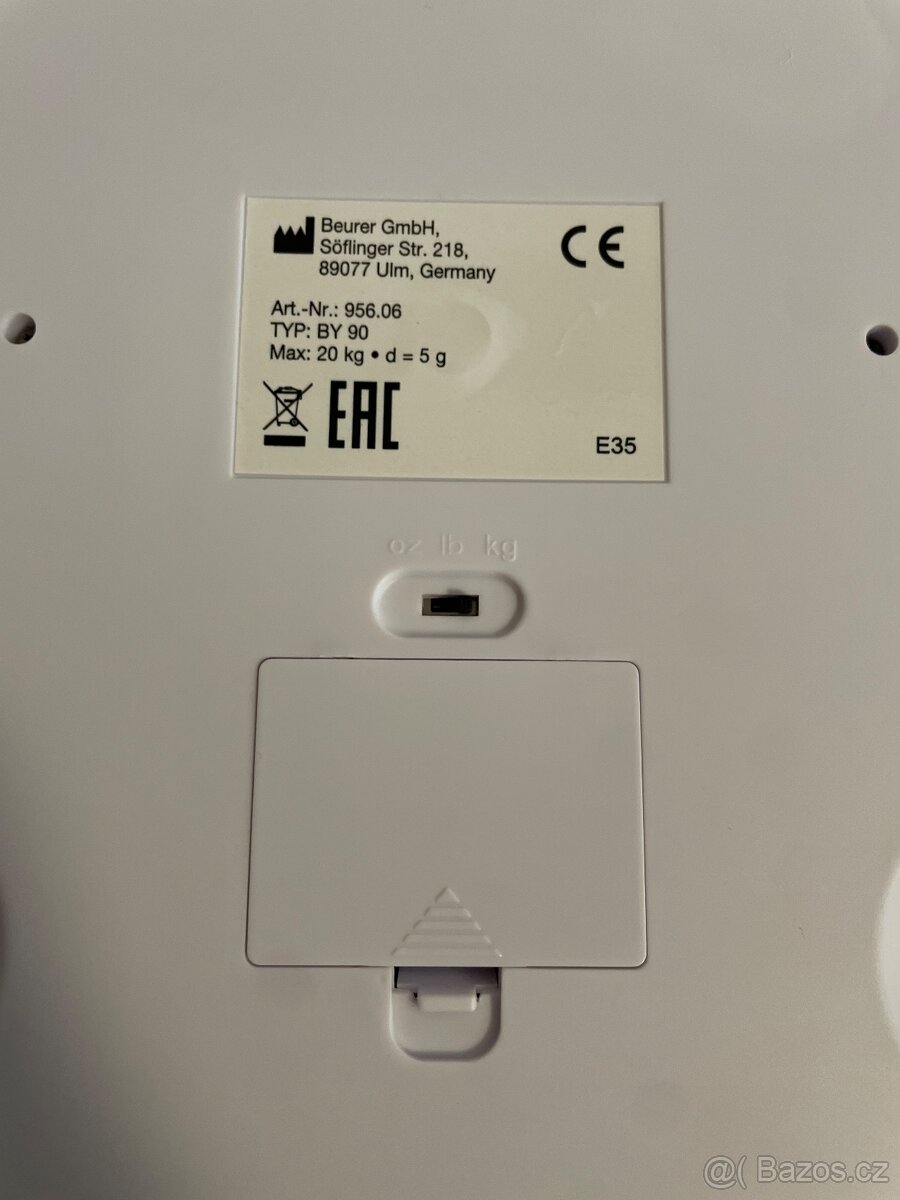 Beurer GmbH,
Söflinger Str. 218,
89077 Ulm, Germany
CE
Art.-Nr.: 956.06
TYP: BY 90
Max: 20 kg • d = 5 g
EAC
E35
oz lb kg
@( Bazos.cz